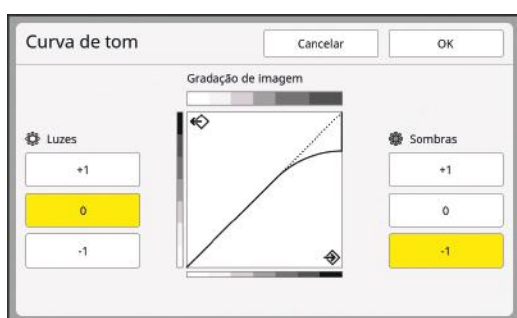 Curva de tom
Cancelar
OK
Gradação de imagem
Luzes
Sombras
+1
+1
0
0
-1
-1